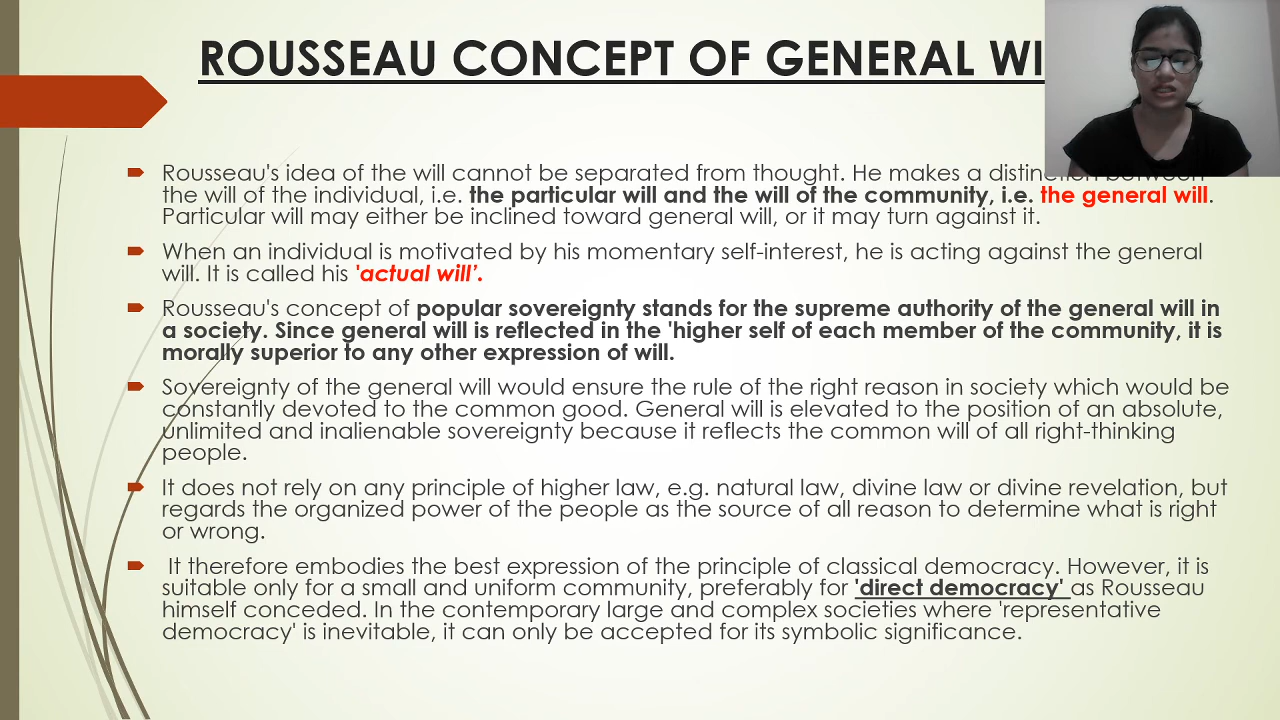 ROUSSEAU CONCEPT OF GENERAL WI
Rousseau's idea of the will cannot be separated from thought. He makes a distinction between
the will of the individual, i.e. the particular will and the will of the community, i.e. the general will.
Particular will may either be inclined toward general will, or it may turn against it.
When an individual is motivated by his momentary self-interest, he is acting against the general
will. It is called his 'actual will’.
Rousseau's concept of popular sovereignty stands for the supreme authority of the general will in
a society. Since general will is reflected in the 'higher self of each member of the community, it is
morally superior to any other expression of will.
Sovereignty of the general will would ensure the rule of the right reason in society which would be
constantly devoted to the common good. General will is elevated to the position of an absolute,
unlimited and inalienable sovereignty because it reflects the common will of all right-thinking
people.
It does not rely on any principle of higher law, e.g. natural law, divine law or divine revelation, but
regards the organized power of the people as the source of all reason to determine what is right
or wrong.
It therefore embodies the best expression of the principle of classical democracy. However, it is
suitable only for a small and uniform community, preferably for 'direct democracy' as Rousseau
himself conceded. In the contemporary large and complex societies where 'representative
democracy' is inevitable, it can only be accepted for its symbolic significance.